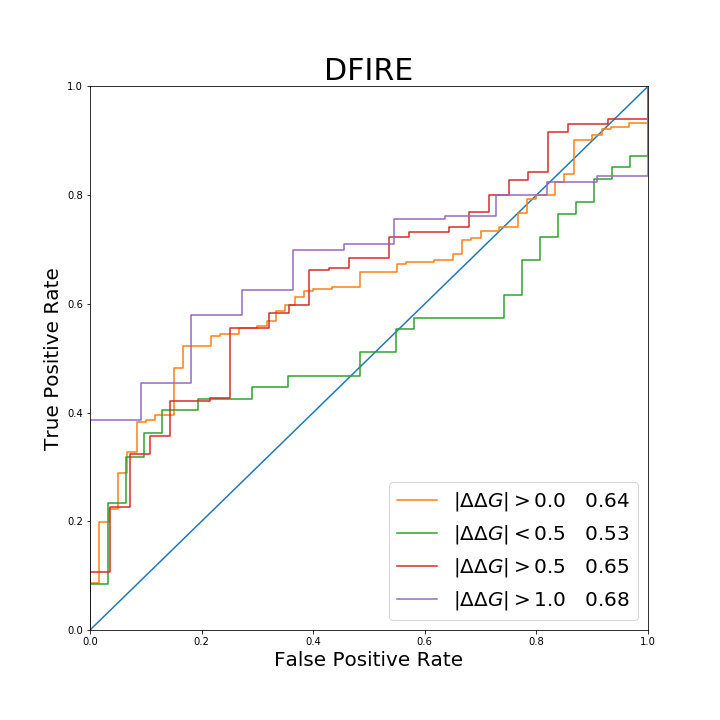 DFIRE
True Positive Rate
1.0
0.8
0.6
0.4
0.2
0.0
|ΔΔG| > 0.0 0.64
|ΔΔG| < 0.5 0.53
|ΔΔG| > 0.5 0.65
|ΔΔG| > 1.0 0.68
0.0 0.2 0.4 0.6 0.8 1.0
False Positive Rate